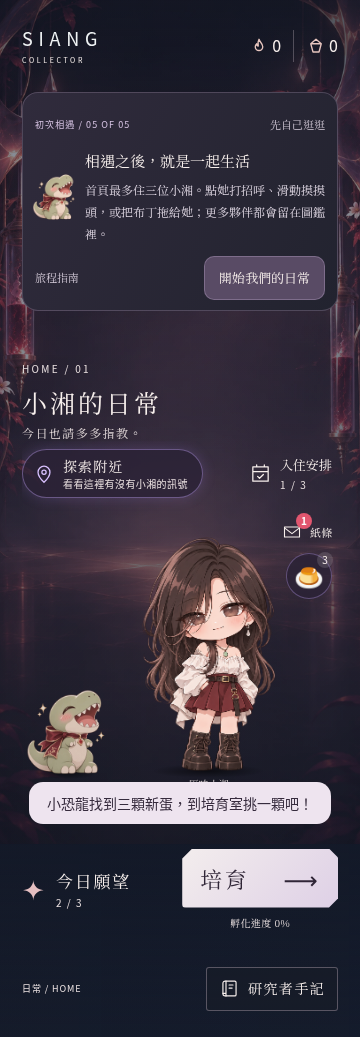 SIANG
COLLECTOR
0
0
初次相遇 / 05 OF 05
先自己逛逛
相遇之後，就是一起生活
首頁最多住三位小湘。點她打招呼、滑動摸摸
頭，或把布丁拖給她；更多夥伴都會留在圖鑑
裡。
旅程指南
開始我們的日常
HOME / 01
小湘的日常
今日也請多多指教。
探索附近
看看這裡有沒有小湘的訊號
入住安排
1 / 3
1
紙條
3
小恐龍找到三顆新蛋，到培育室挑一顆吧！
今日願望
2 / 3
培育 →
孵化進度 0%
日常 / HOME
研究者手記